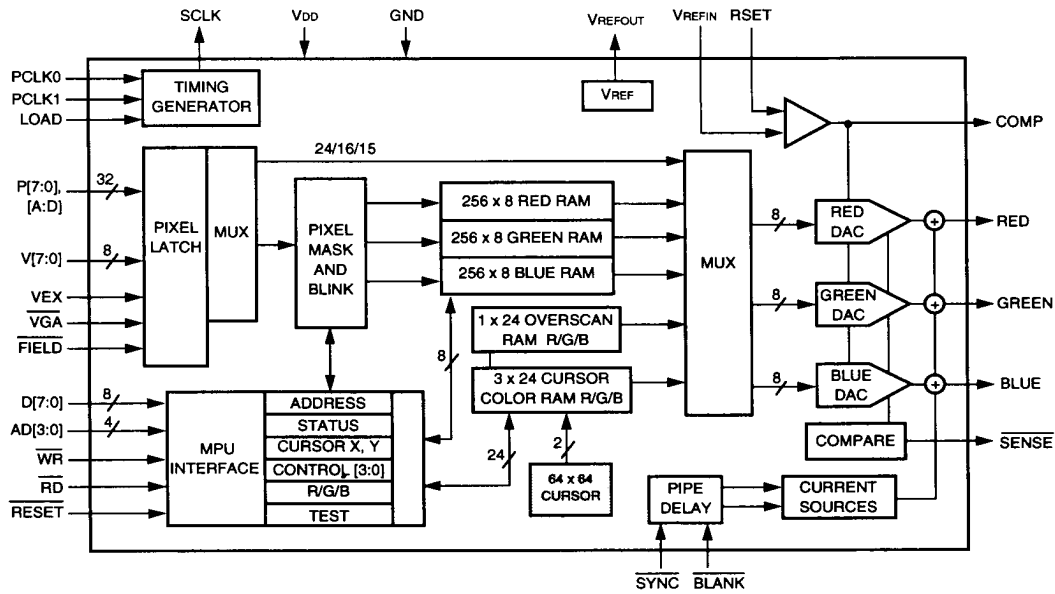 SCLK
VDD
GND
VREFOUT
VREFIN
RSET
PCLK0
PCLK1
LOAD
TIMING
GENERATOR
VREF
COMP
24/16/15
P[7:0],
[A:D]
32
PIXEL
LATCH
MUX
PIXEL
MASK
AND
BLINK
256 x 8 RED RAM
256 x 8 GREEN RAM
256 x 8 BLUE RAM
MUX
8
RED
DAC
+
RED
V[7:0]
8
VEX
VGA
FIELD
8
GREEN
DAC
+
GREEN
1 x 24 OVERSCAN
RAM R/G/B
8
3 x 24 CURSOR
COLOR RAM R/G/B
8
BLUE
DAC
+
BLUE
D[7:0]
8
AD[3:0]
4
WR
RD
RESET
MPU
INTERFACE
ADDRESS
STATUS
CURSOR X, Y
CONTROL [3:0]
R/G/B
TEST
24
2
64 x 64
CURSOR
COMPARE
SENSE
PIPE
DELAY
CURRENT
SOURCES
SYNC
BLANK